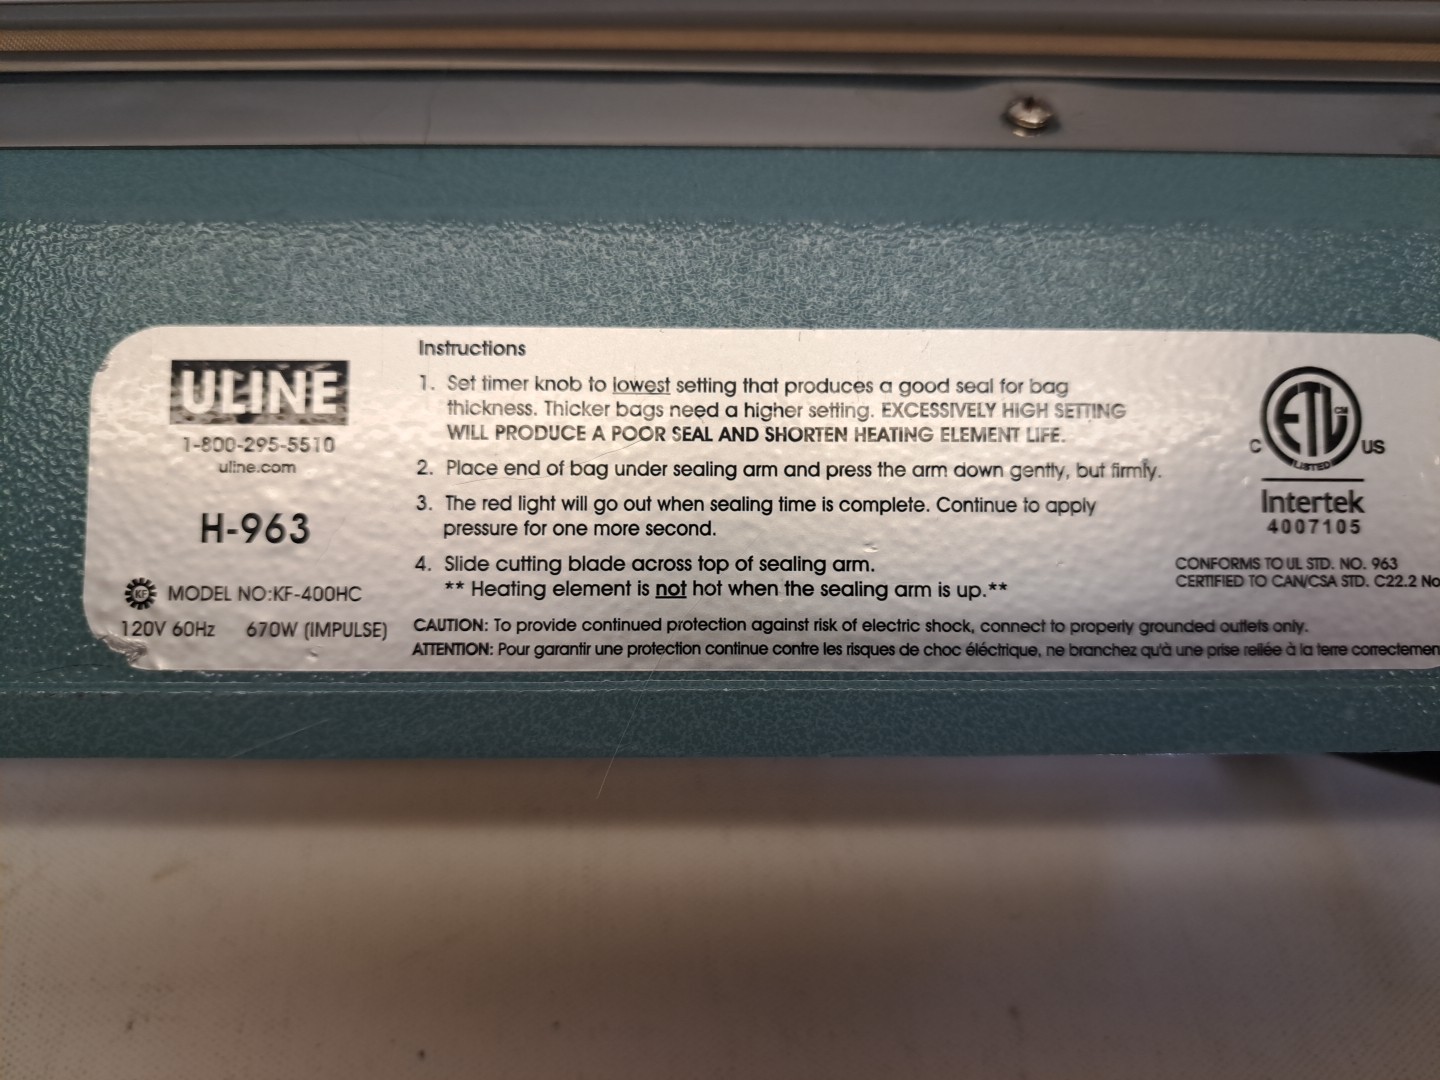 ULINE
1-800-295-5510
uline.com
H-963
KF MODEL NO:KF-400HC
120V 60Hz 670W (IMPULSE)
Instructions
1. Set timer knob to lowest setting that produces a good seal for bag
thickness. Thicker bags need a higher setting. EXCESSIVELY HIGH SETTING
WILL PRODUCE A POOR SEAL AND SHORTEN HEATING ELEMENT LIFE.
2. Place end of bag under sealing arm and press the arm down gently, but firmly.
3. The red light will go out when sealing time is complete. Continue to apply
pressure for one more second.
4. Slide cutting blade across top of sealing arm.
** Heating element is not hot when the sealing arm is up.**
CAUTION: To provide continued protection against risk of electric shock, connect to properly grounded outlets only.
ATTENTION: Pour garantir une protection continue contre les risques de choc éléctrique, ne branchez qu'à une prise reliée à la terre correctemen
ETL CM
LISTED
C US
Intertek
4007105
CONFORMS TO UL STD. NO. 963
CERTIFIED TO CAN/CSA STD. C22.2 No